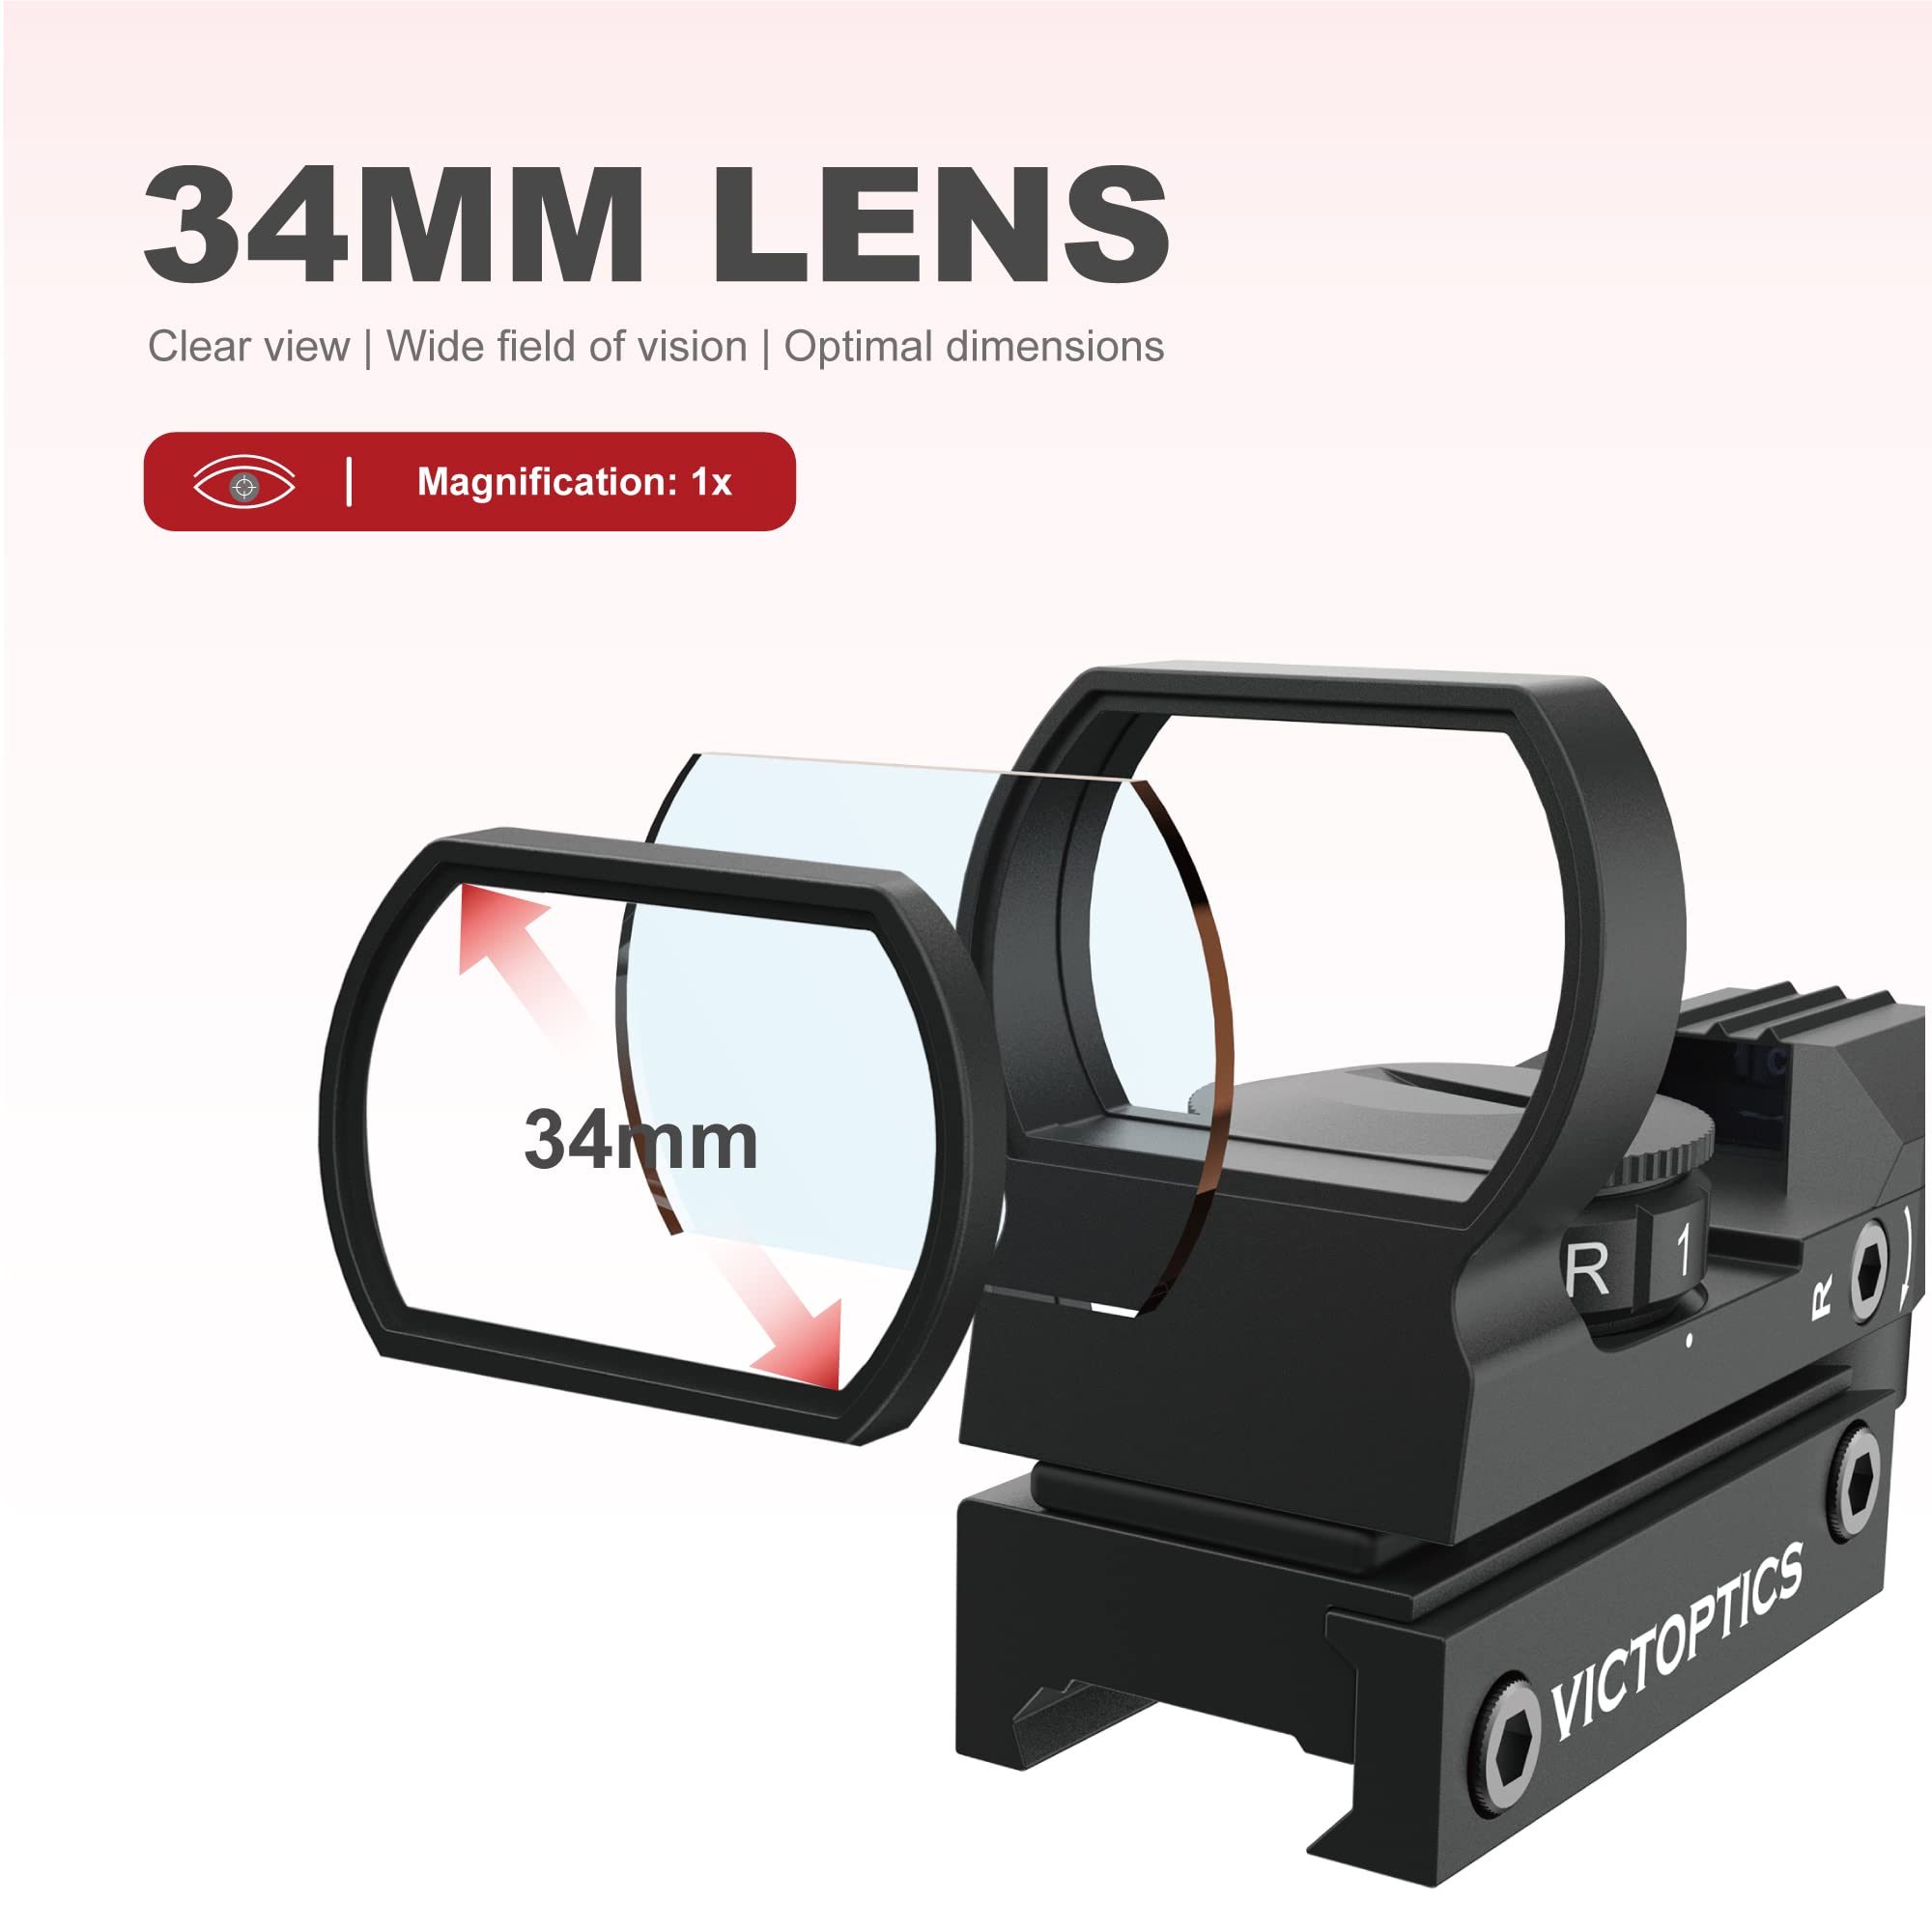 34MM LENS
Clear view | Wide field of vision | Optimal dimensions
Magnification: 1x
34mm
R 1
R
VICTOPTICS